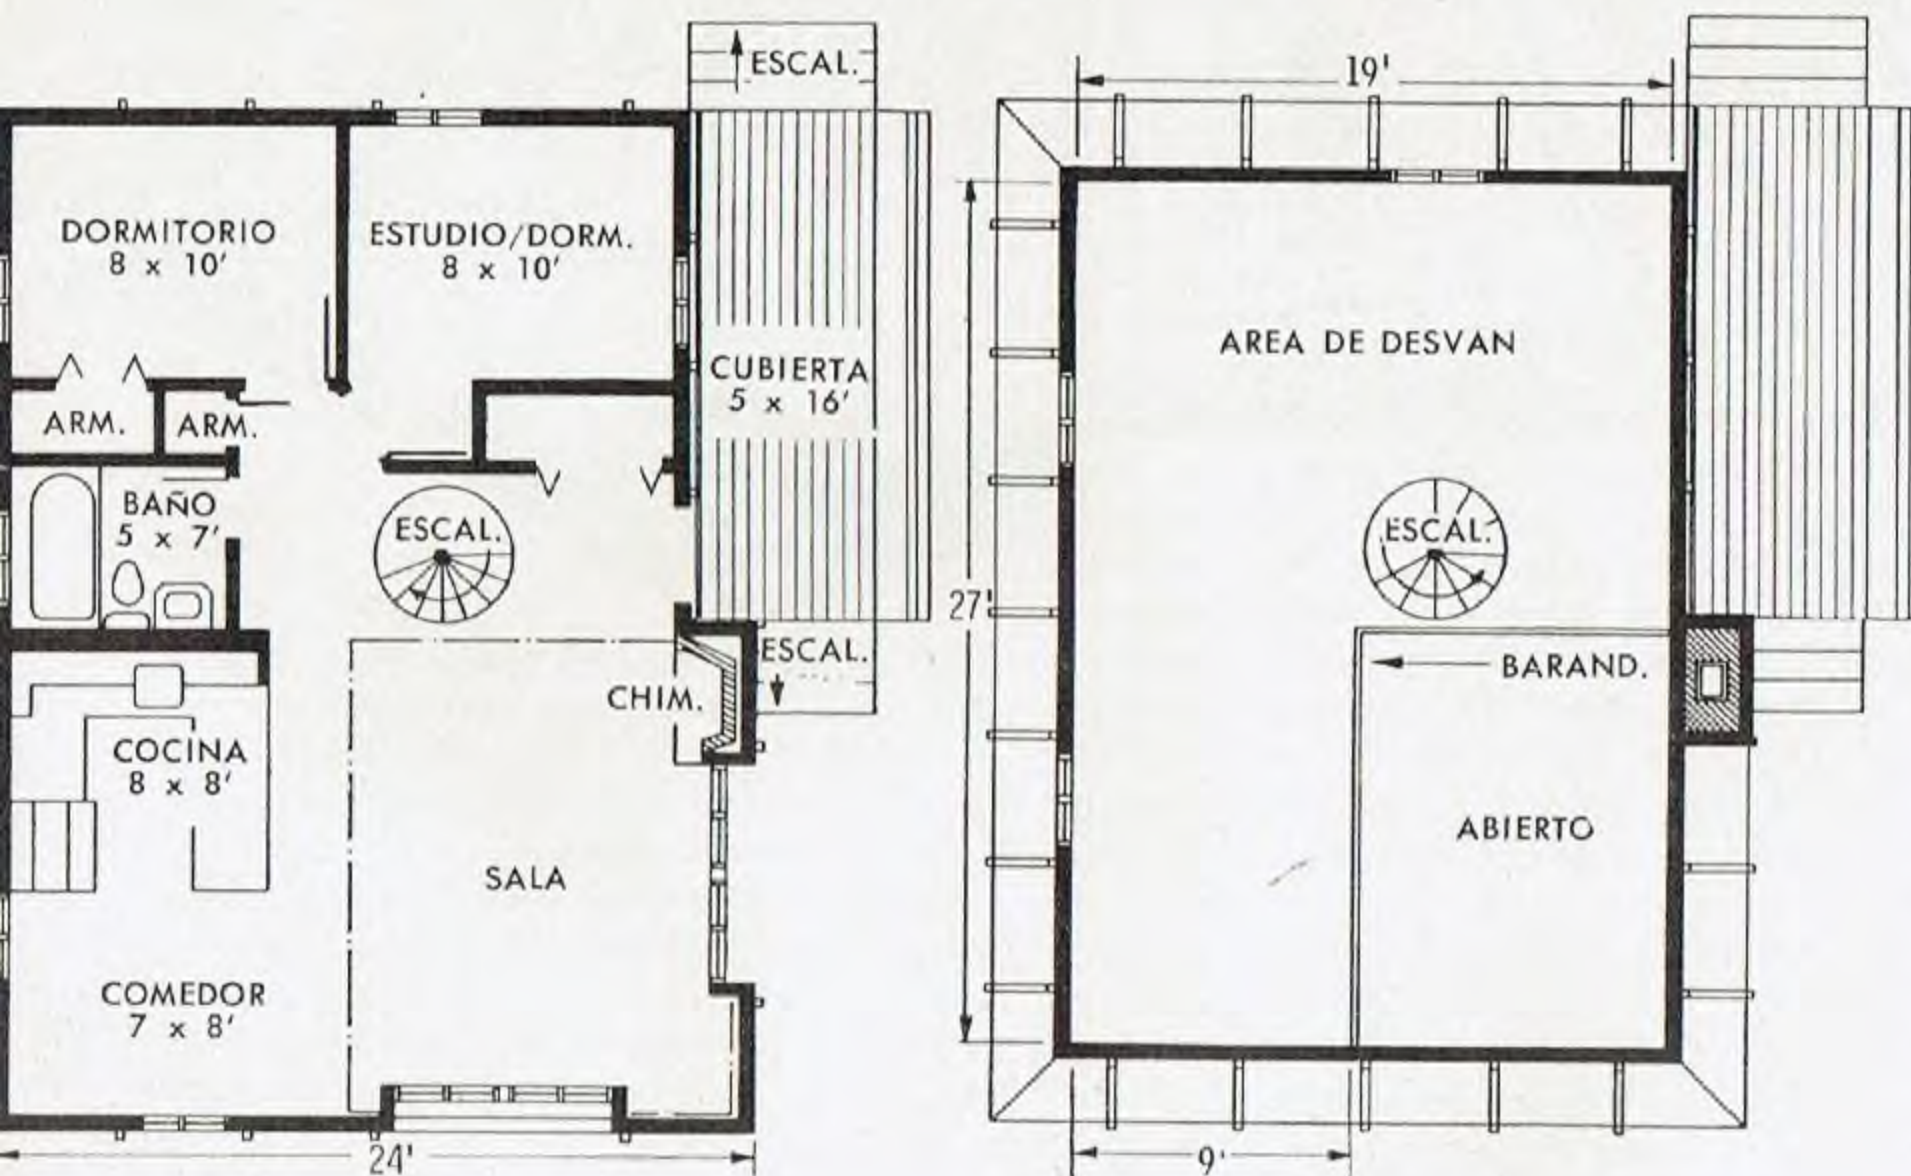 ESCAL.
DORMITORIO
8 x 10'
ESTUDIO/DORM.
8 x 10'
CUBIERTA
5 x 16'
ARM.
ARM.
BAÑO
5 x 7'
ESCAL.
ESCAL.
CHIM.
COCINA
8 x 8'
SALA
COMEDOR
7 x 8'
24'
19'
AREA DE DESVAN
ESCAL.
27'
BARAND.
ABIERTO
9'